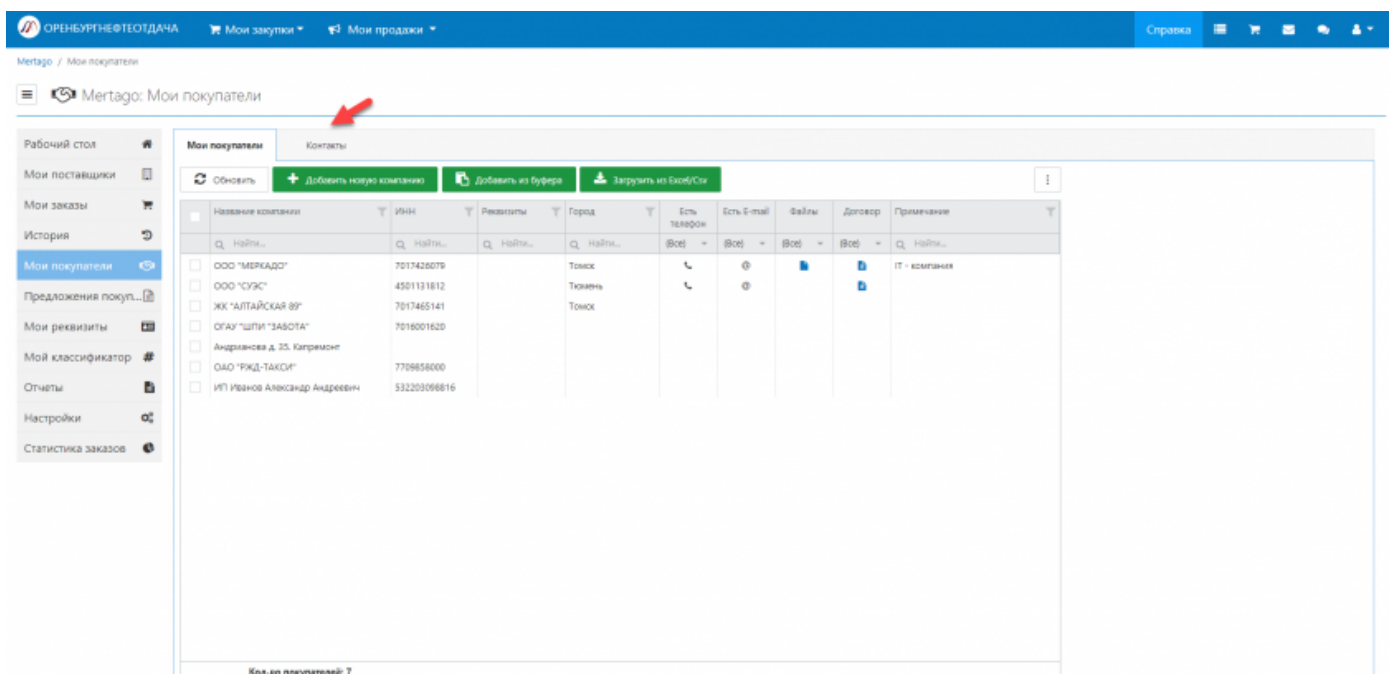 ОРЕНБУРГНЕФТЕОТДАЧА Мои закупки Мои продажи Справка
Mertago / Мои покупатели
Mertago: Мои покупатели
Рабочий стол
Мои поставщики
Мои заказы
История
Мои покупатели
Предложения покуп...
Мои реквизиты
Мой классификатор
Отчеты
Настройки
Статистика заказов
Мои покупатели Контакты
Обновить Добавить новую компанию Добавить из буфера Загрузить из Excel/Csv
Название компании ИНН Реквизиты Город Есть телефон Есть E-mail Файлы Договор Примечание
Найти... Найти... Найти... Найти... (Все) (Все) (Все) (Все) Найти...
ООО "МЕРКАДО" 7017426079 Томск @ IT - компания
ООО "СУЭС" 4501131812 Тюмень @
ЖК "АЛТАЙСКАЯ 89" 7017465141 Томск
ОГАУ "ШПИ "ЗАБОТА" 7016001620
Андрианова д. 35. Капремонт
ОАО "РЖД-ТАКСИ" 7709858000
ИП Иванов Александр Андреевич 532203098816
Кол-во покупателей: 7